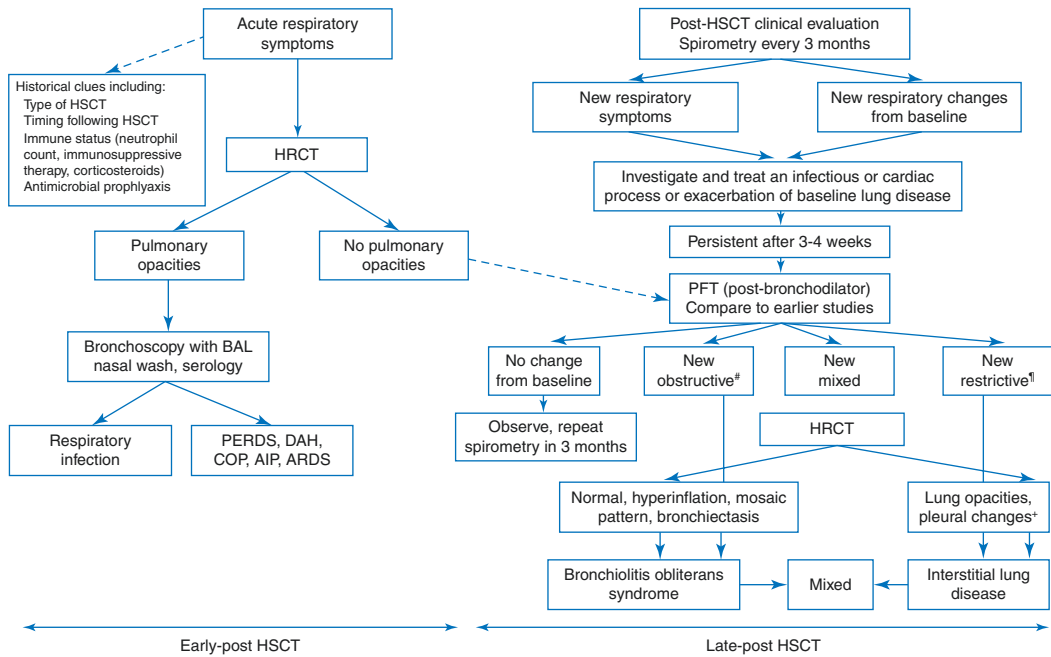 Acute respiratory
symptoms
Historical clues including:
Type of HSCT
Timing following HSCT
Immune status (neutrophil
count, immunosuppressive
therapy, corticosteroids)
Antimicrobial prophlyaxis
HRCT
Pulmonary
opacities
No pulmonary
opacities
Bronchoscopy with BAL
nasal wash, serology
Respiratory
infection
PERDS, DAH,
COP, AIP, ARDS
Early-post HSCT
Post-HSCT clinical evaluation
Spirometry every 3 months
New respiratory
symptoms
New respiratory changes
from baseline
Investigate and treat an infectious or cardiac
process or exacerbation of baseline lung disease
Persistent after 3-4 weeks
PFT (post-bronchodilator)
Compare to earlier studies
No change
from baseline
New
obstructive#
New
mixed
New
restrictive¶
Observe, repeat
spirometry in 3 months
HRCT
Normal, hyperinflation, mosaic
pattern, bronchiectasis
Lung opacities,
pleural changes+
Bronchiolitis obliterans
syndrome
Mixed
Interstitial lung
disease
Late-post HSCT